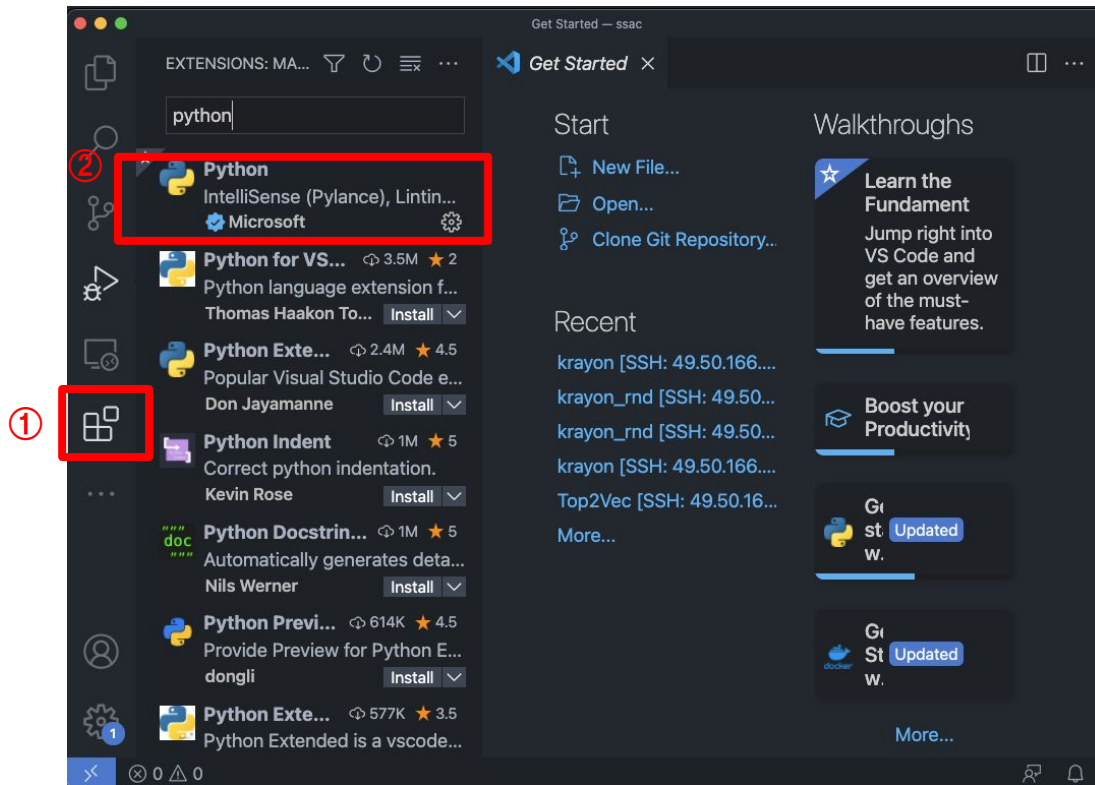 Get Started — ssac
EXTENSIONS: MA...
Get Started
python
Start
Walkthroughs
①
②
Python
IntelliSense (Pylance), Lintin...
Microsoft
Python for VS... 3.5M ★ 2
Python language extension f...
Thomas Haakon To... Install
Python Exte... 2.4M ★ 4.5
Popular Visual Studio Code e...
Don Jayamanne Install
Python Indent 1M ★ 5
Correct python indentation.
Kevin Rose Install
"""
doc
"""
Python Docstrin... 1M ★ 5
Automatically generates deta...
Nils Werner Install
Python Previ... 614K ★ 4.5
Provide Preview for Python E...
dongli Install
Python Exte... 577K ★ 3.5
Python Extended is a vscode...
New File...
Open...
Clone Git Repository...
Recent
krayon [SSH: 49.50.166....
krayon_rnd [SSH: 49.50...
krayon_rnd [SSH: 49.50...
krayon [SSH: 49.50.166....
Top2Vec [SSH: 49.50.16...
More...
Learn the
Fundament
Jump right into
VS Code and
get an overview
of the must-
have features.
Boost your
Productivity
Ge
st Updated
w.
docker
Ge
St Updated
w.
More...
1
0 0